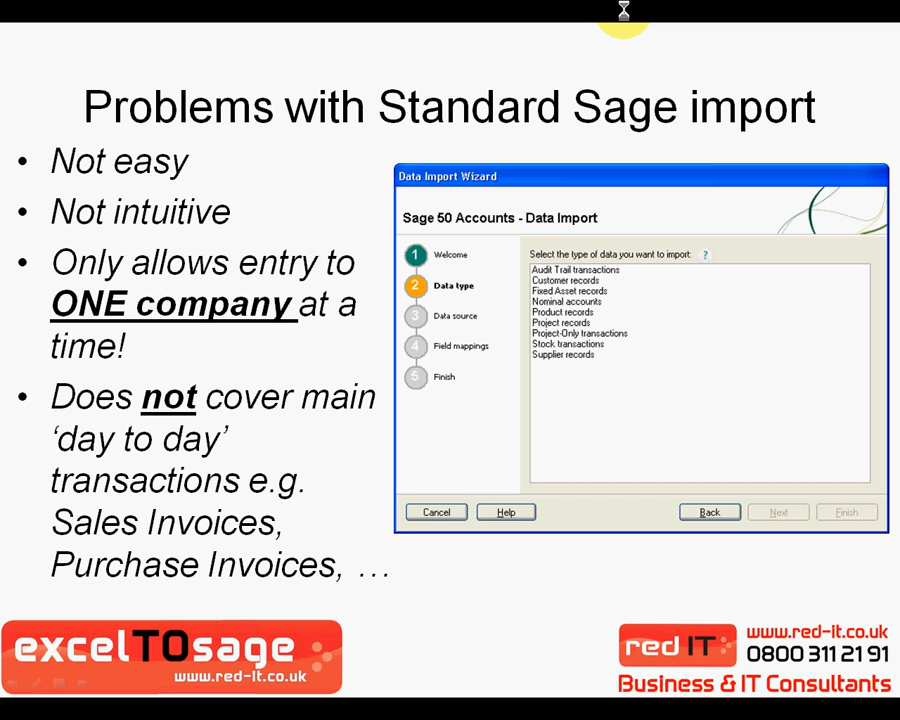 Problems with Standard Sage import
• Not easy
• Not intuitive
• Only allows entry to
ONE company at a
time!
• Does not cover main
‘day to day’
transactions e.g.
Sales Invoices,
Purchase Invoices, …
Data Import Wizard
Sage 50 Accounts - Data Import
1 Welcome
2 Data type
3 Data source
4 Field mappings
5 Finish
Select the type of data you want to import: ?
Audit Trail transactions
Customer records
Fixed Asset records
Nominal accounts
Product records
Project records
Project-Only transactions
Stock transactions
Supplier records
Cancel Help Back Next Finish
excelTOsage
www.red-it.co.uk
red IT:
www.red-it.co.uk
0800 311 21 91
Business & IT Consultants